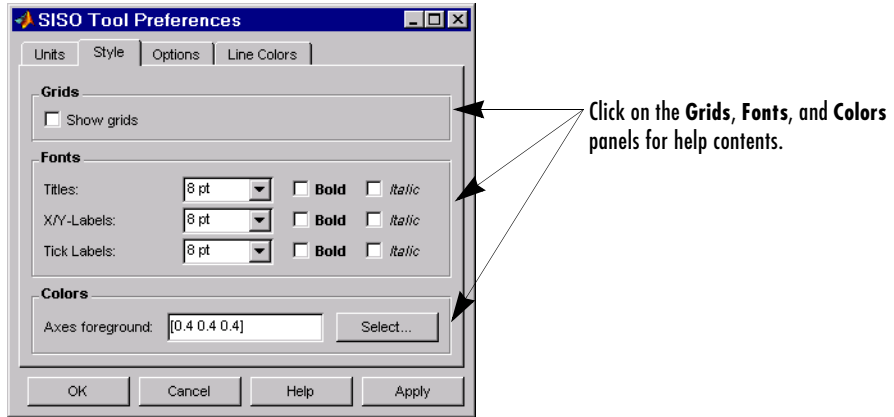 SISO Tool Preferences
Units Style Options Line Colors
Grids
Show grids
Click on the Grids, Fonts, and Colors
panels for help contents.
Fonts
Titles: 8 pt Bold Italic
X/Y-Labels: 8 pt Bold Italic
Tick Labels: 8 pt Bold Italic
Colors
Axes foreground: [0.4 0.4 0.4] Select...
OK Cancel Help Apply